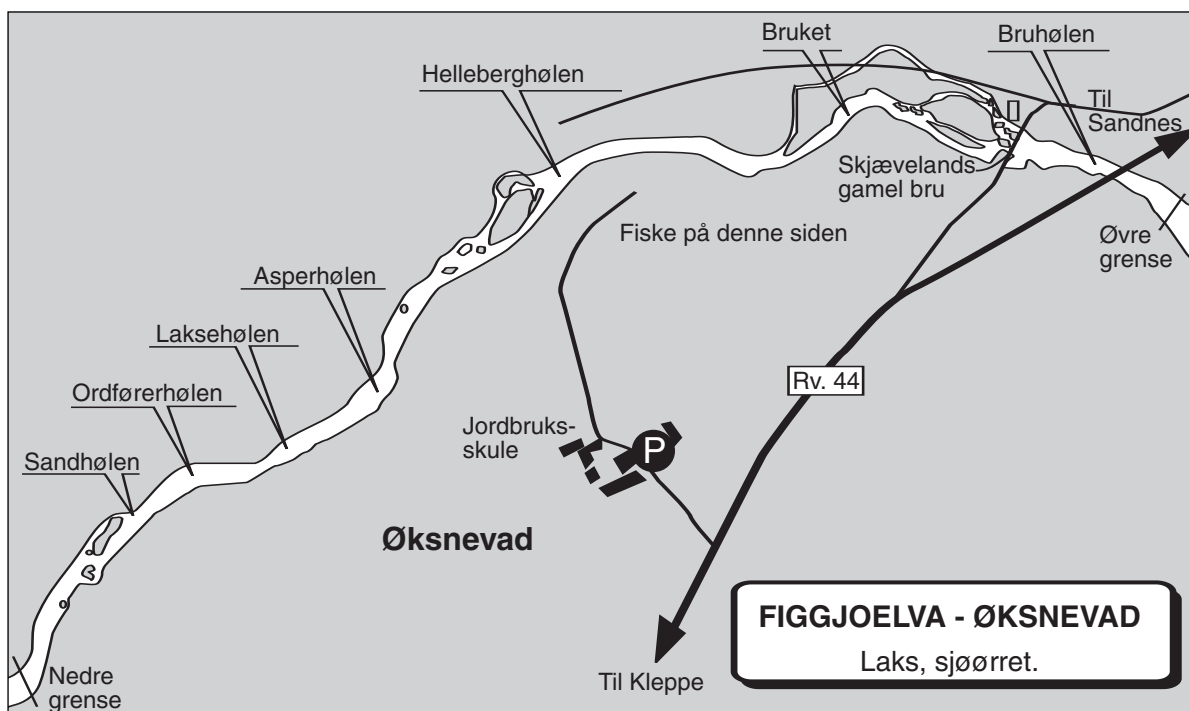 Bruket
Bruhølen
Helleberghølen
Til
Sandnes
Skjævelands
gamel bru
Fiske på denne siden
Øvre
grense
Asperhølen
Laksehølen
Ordførerhølen
Sandhølen
Rv. 44
Jordbruks-
skule
P
Øksnevad
FIGGJOELVA - ØKSNEVAD
Laks, sjøørret.
Nedre
grense
Til Kleppe